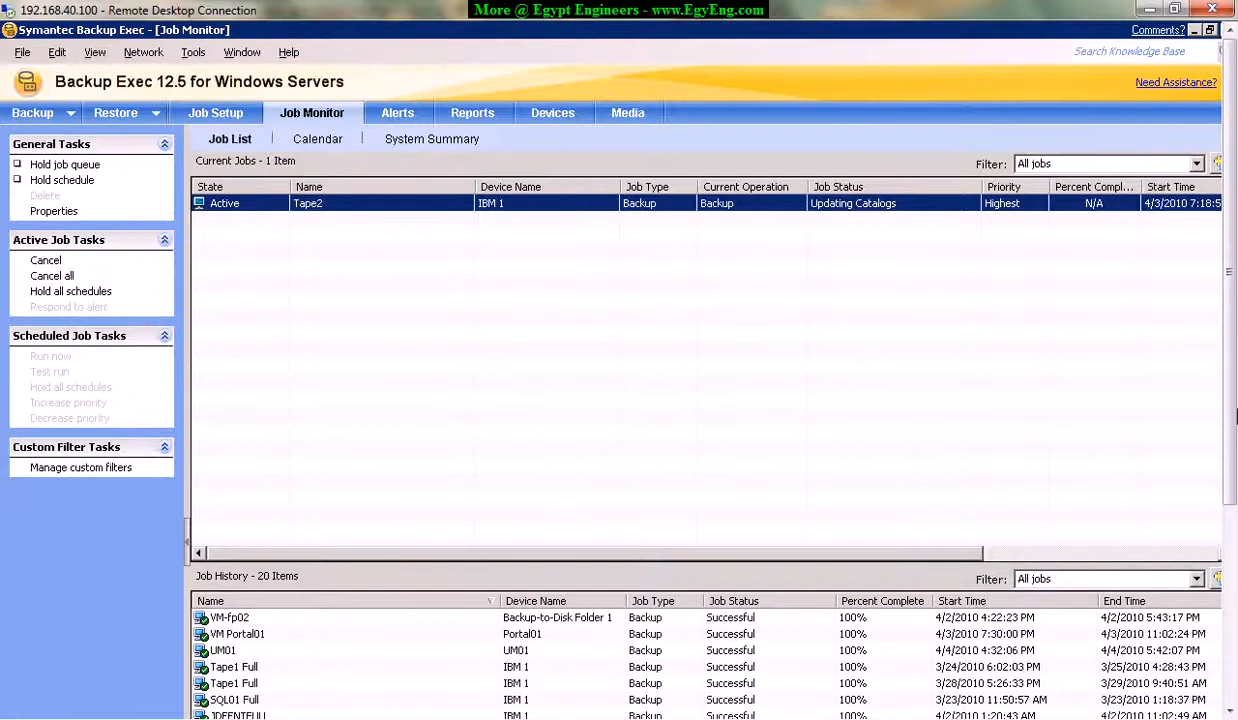 192.168.40.100 - Remote Desktop Connection
More @ Egypt Engineers - www.EgyEng.com
Symantec Backup Exec - [Job Monitor]
Comments?
File Edit View Network Tools Window Help
Search Knowledge Base
Backup Exec 12.5 for Windows Servers
Need Assistance?
Backup Restore Job Setup Job Monitor Alerts Reports Devices Media
General Tasks
Hold job queue
Hold schedule
Delete
Properties
Active Job Tasks
Cancel
Cancel all
Hold all schedules
Respond to alert
Scheduled Job Tasks
Run now
Test run
Hold all schedules
Increase priority
Decrease priority
Custom Filter Tasks
Manage custom filters
Job List Calendar System Summary
Current Jobs - 1 Item
Filter: All jobs
State Name Device Name Job Type Current Operation Job Status Priority Percent Compl... Start Time
Active Tape2 IBM 1 Backup Backup Updating Catalogs Highest N/A 4/3/2010 7:18:5
Job History - 20 Items
Filter: All jobs
Name Device Name Job Type Job Status Percent Complete Start Time End Time
VM-fp02 Backup-to-Disk Folder 1 Backup Successful 100% 4/2/2010 4:22:23 PM 4/2/2010 5:43:17 PM
VM Portal01 Portal01 Backup Successful 100% 4/3/2010 7:30:00 PM 4/3/2010 11:02:24 PM
UM01 UM01 Backup Successful 100% 4/4/2010 4:32:06 PM 4/4/2010 5:42:07 PM
Tape1 Full IBM 1 Backup Successful 100% 3/24/2010 6:02:03 PM 3/25/2010 4:28:43 PM
Tape1 Full IBM 1 Backup Successful 100% 3/28/2010 5:26:33 PM 3/29/2010 9:40:51 AM
SQL01 Full IBM 1 Backup Successful 100% 3/23/2010 11:50:57 AM 3/23/2010 1:18:37 PM
IBM 1 Backup Successful 100% 4/1/2010 1:20:43 AM 4/1/2010 11:02:49 AM